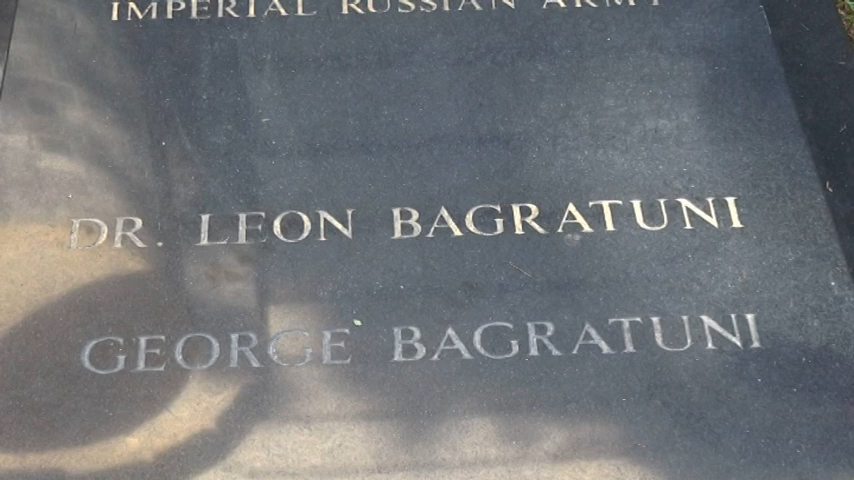 IMPERIAL RUSSIAN ARMY
DR. LEON BAGRATUNI
GEORGE BAGRATUNI